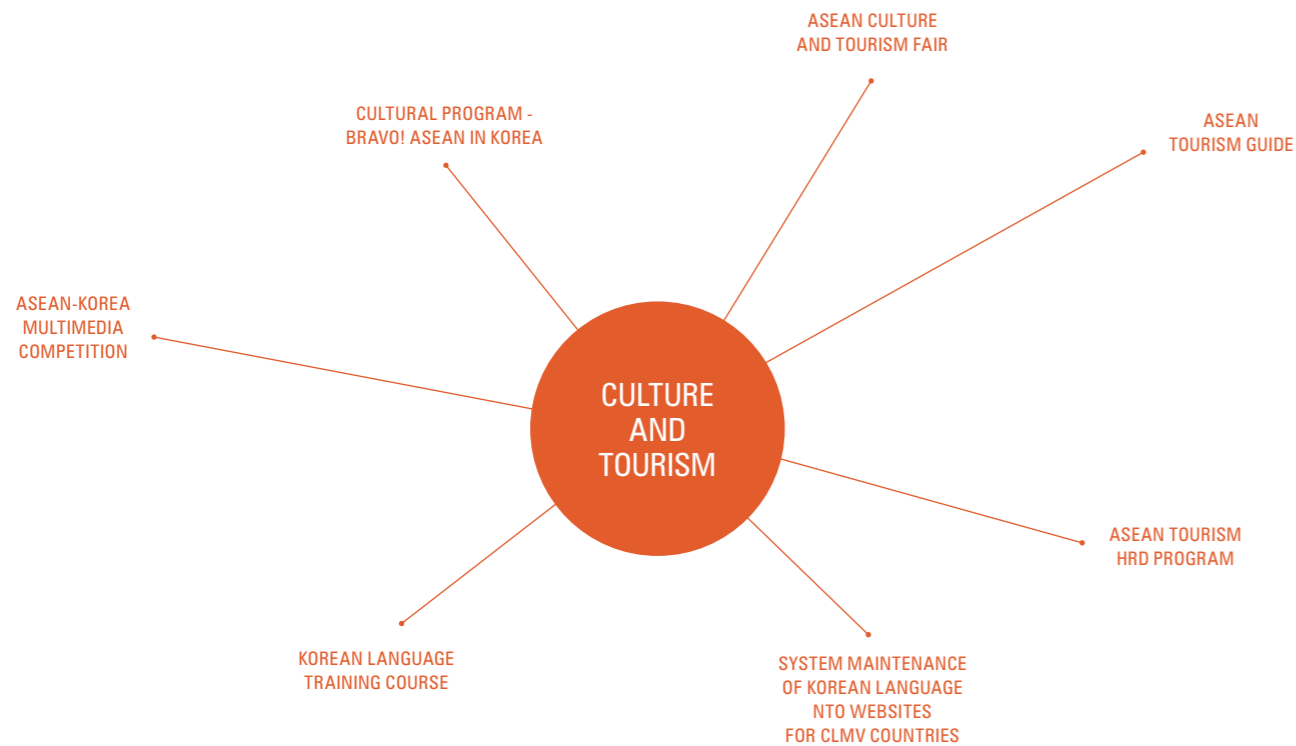 ASEAN CULTURE
AND TOURISM FAIR
CULTURAL PROGRAM -
BRAVO! ASEAN IN KOREA
ASEAN
TOURISM GUIDE
ASEAN-KOREA
MULTIMEDIA
COMPETITION
CULTURE
AND
TOURISM
ASEAN TOURISM
HRD PROGRAM
KOREAN LANGUAGE
TRAINING COURSE
SYSTEM MAINTENANCE
OF KOREAN LANGUAGE
NTO WEBSITES
FOR CLMV COUNTRIES